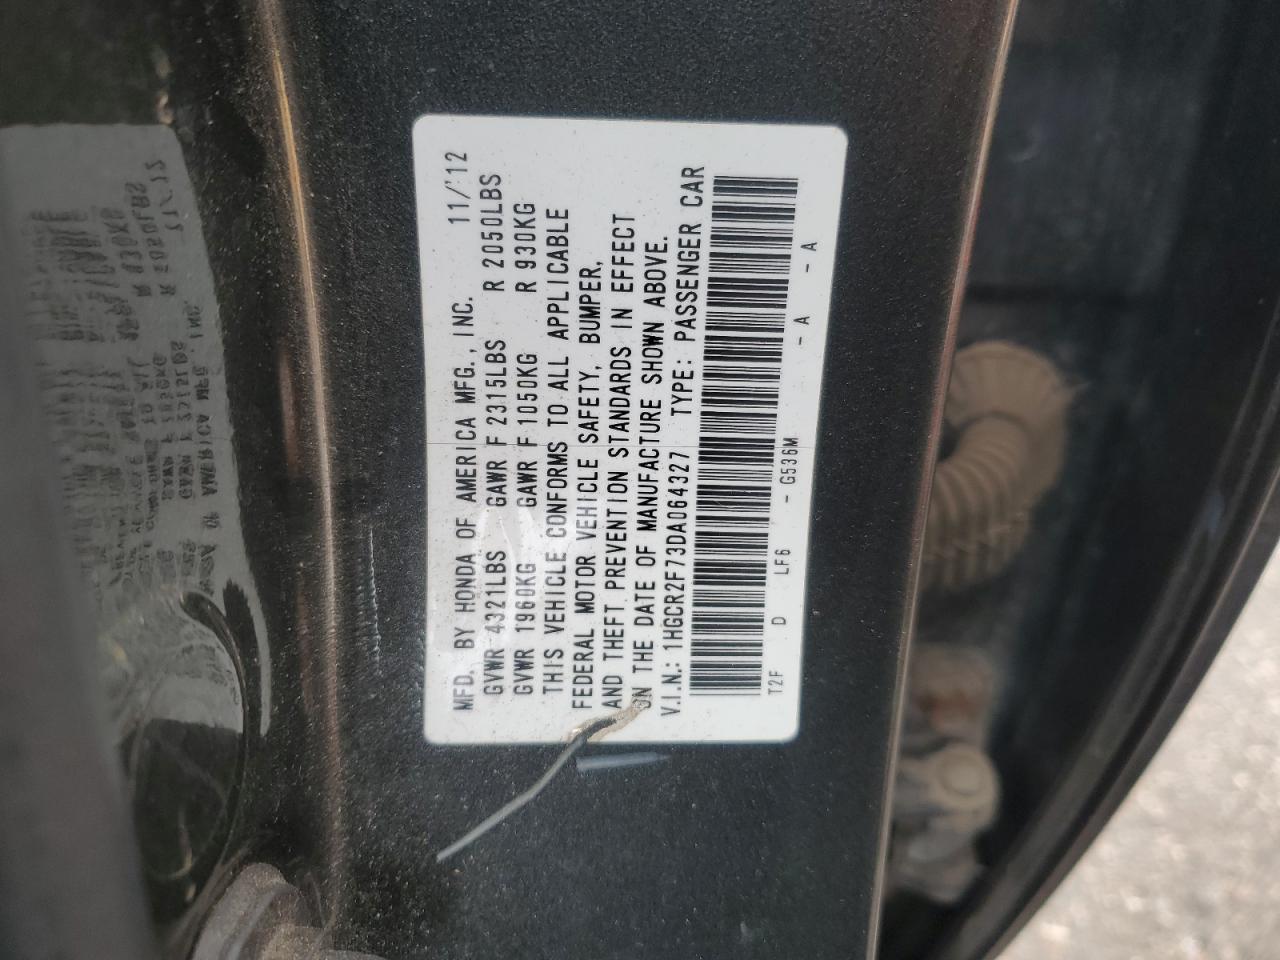 MFD. BY HONDA OF AMERICA MFG., INC. 11/'12
GVWR 4321LBS GAWR F 2315LBS R 2050LBS
GVWR 1960KG GAWR F 1050KG R 930KG
THIS VEHICLE CONFORMS TO ALL APPLICABLE
FEDERAL MOTOR VEHICLE SAFETY, BUMPER,
AND THEFT PREVENTION STANDARDS IN EFFECT
ON THE DATE OF MANUFACTURE SHOWN ABOVE.
V.I.N.: 1HGCR2F73DA064327 TYPE: PASSENGER CAR
T2F D LF6 - G536M - A - A